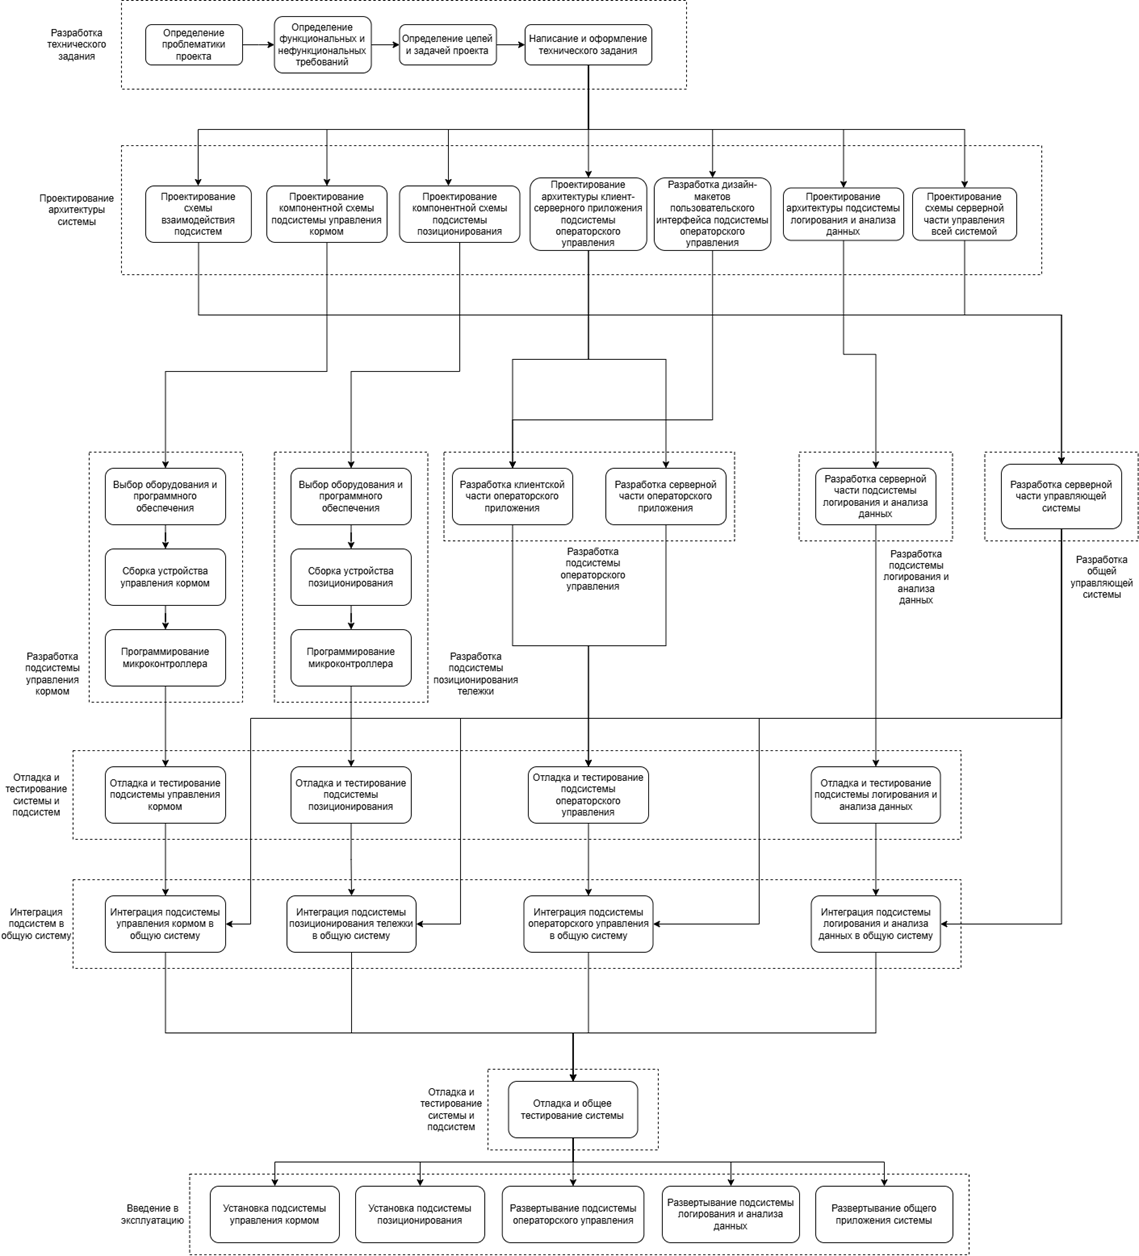 Разработка
технического
задания
Определение
проблематики
проекта
Определение
функциональных и
нефункциональных
требований
Определение целей
и задачей проекта
Написание и оформление
технического задания
Проектирование
архитектуры
системы
Проектирование
схемы
взаимодействия
подсистем
Проектирование
компонентной схемы
подсистемы управления
кормом
Проектирование
компонентной схемы
подсистемы
позиционирования
Проектирование
архитектуры клиент-
серверного приложения
подсистемы
операторского
управления
Разработка дизайн-
макетов
пользовательского
интерфейса подсистемы
операторского
управления
Проектирование
архитектуры подсистемы
логирования и анализа
данных
Проектирование
схемы серверной
части управления
всей системой
Выбор оборудования и
программного
обеспечения
Сборка устройства
управления кормом
Программирование
микроконтроллера
Разработка
подсистемы
управления
кормом
Выбор оборудования и
программного
обеспечения
Сборка устройства
позиционирования
Программирование
микроконтроллера
Разработка
подсистемы
позиционирования
тележки
Разработка клиентской
части операторского
приложения
Разработка серверной
части операторского
приложения
Разработка
подсистемы
операторского
управления
Разработка серверной
части подсистемы
логирования и анализа
данных
Разработка
подсистемы
логирования и
анализа
данных
Разработка серверной
части управляющей
системы
Разработка
общей
управляющей
системы
Отладка и
тестирование
системы и
подсистем
Отладка и тестирование
подсистемы управления
кормом
Отладка и тестирование
подсистемы
позиционирования
Отладка и тестирование
подсистемы
операторского
управления
Отладка и тестирование
подсистемы логирования и
анализа данных
Интеграция
подсистем в
общую систему
Интеграция подсистемы
управления кормом в
общую систему
Интеграция подсистемы
позиционирования тележки
в общую систему
Интеграция подсистемы
операторского управления
в общую систему
Интеграция подсистемы
логирования и анализа
данных в общую систему
Отладка и
тестирование
системы и
подсистем
Отладка и общее
тестирование системы
Введение в
эксплуатацию
Установка подсистемы
управления кормом
Установка подсистемы
позиционирования
Развертывание подсистемы
операторского управления
Развертывание подсистемы
логирования и анализа
данных
Развертывание общего
приложения системы